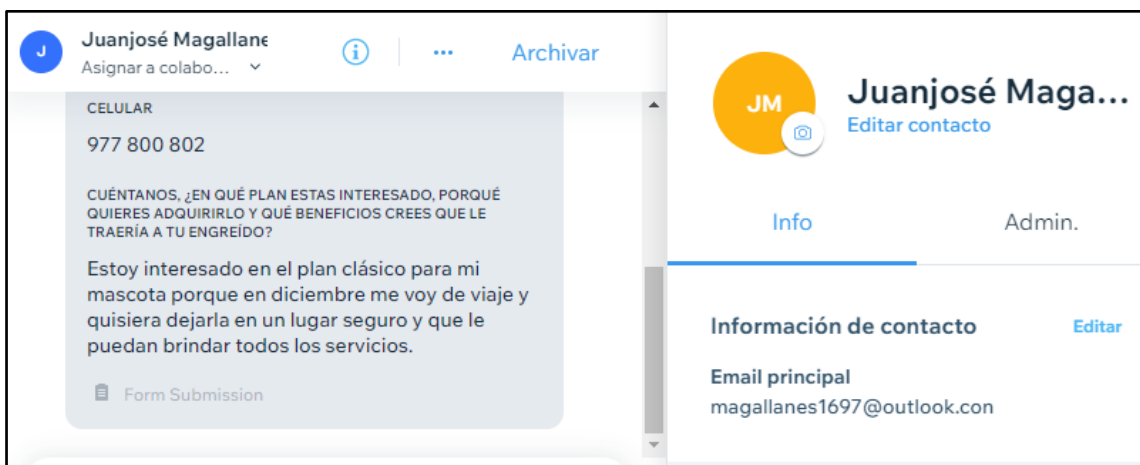 J
Juanjosé Magallane
Asignar a colabo...
Archivar
CELULAR
977 800 802
CUÉNTANOS, ¿EN QUÉ PLAN ESTAS INTERESADO, PORQUÉ
QUIERES ADQUIRIRLO Y QUÉ BENEFICIOS CREES QUE LE
TRAERÍA A TU ENGREÍDO?
Estoy interesado en el plan clásico para mi
mascota porque en diciembre me voy de viaje y
quisiera dejarla en un lugar seguro y que le
puedan brindar todos los servicios.
Form Submission
JM
Juanjosé Maga...
Editar contacto
Info
Admin.
Información de contacto
Editar
Email principal
magallanes1697@outlook.con